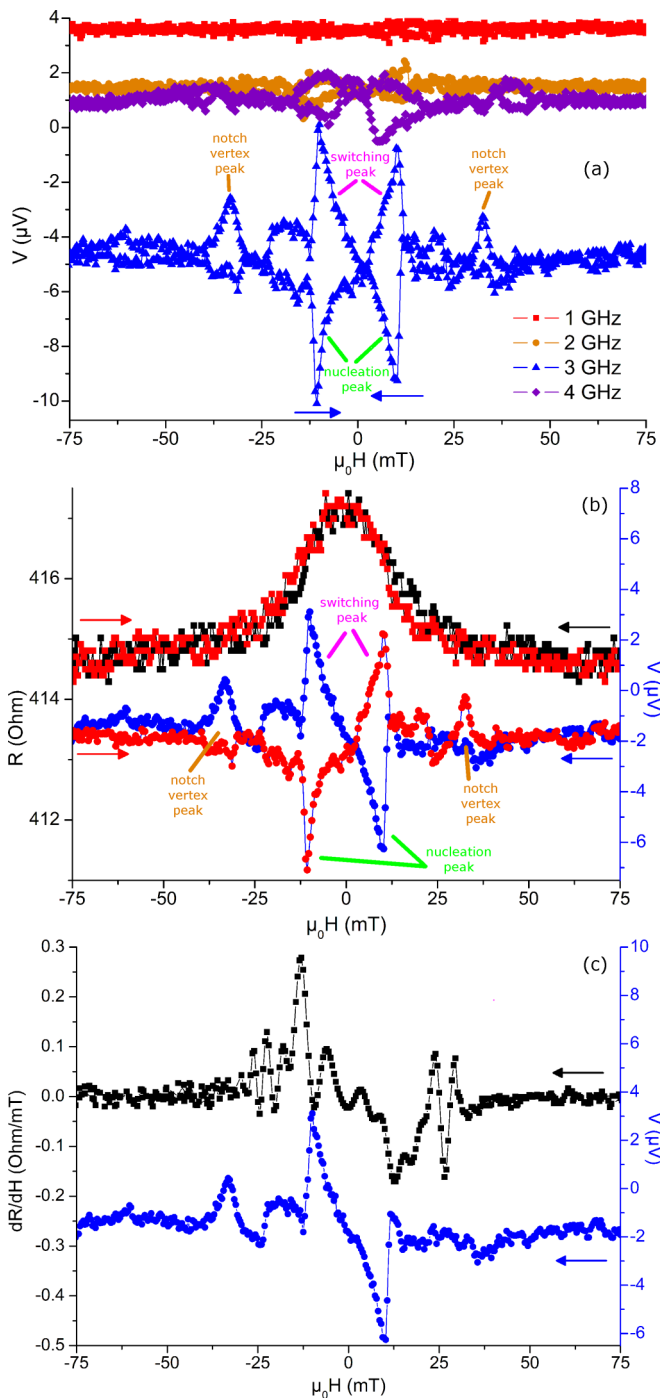 4
2
0
-2
-4
-6
-8
-10
V (µV)
notch
vertex
peak
switching
peak
notch
vertex
peak
(a)
nucleation
peak
1 GHz
2 GHz
3 GHz
4 GHz
-75 -50 -25 0 25 50 75
µ0H (mT)
(b)
416
414
412
R (Ohm)
8
6
4
2
0
-2
-4
-6
V (µV)
switching
peak
notch
vertex
peak
notch
vertex
peak
nucleation
peak
-75 -50 -25 0 25 50 75
µ0H (mT)
(c)
0.3
0.2
0.1
0.0
-0.1
-0.2
-0.3
-0.4
-0.5
dR/dH (Ohm/mT)
10
8
6
4
2
0
-2
-4
-6
V (µV)
-75 -50 -25 0 25 50 75
µ0H (mT)